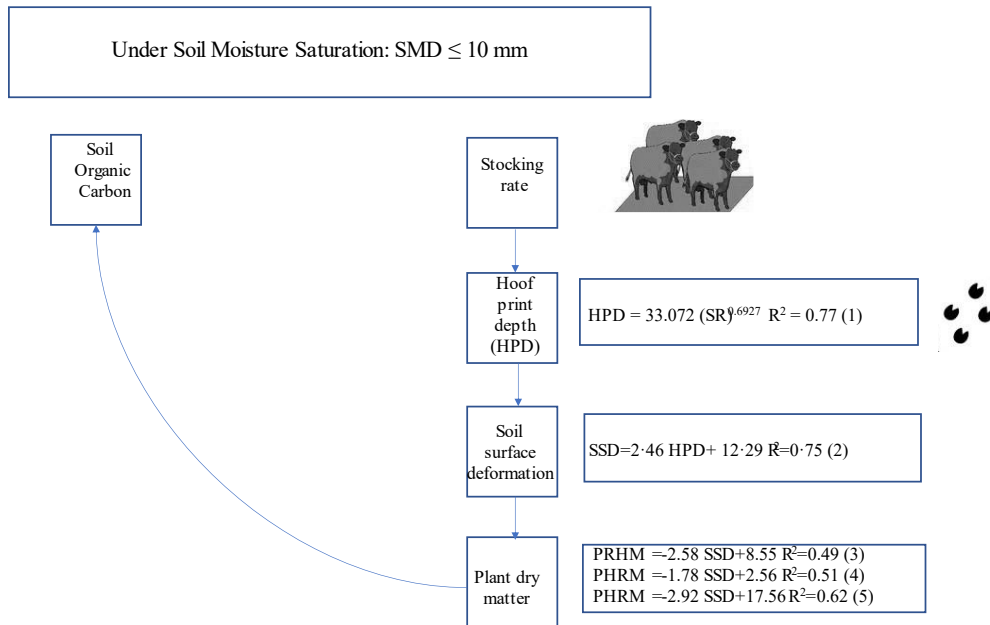 Under Soil Moisture Saturation: SMD ≤ 10 mm
Soil
Organic
Carbon
Stocking
rate
Hoof
print
depth
(HPD)
HPD = 33.072 (SR)^0.6927 R² = 0.77 (1)
Soil
surface
deformation
SSD=2·46 HPD+ 12·29 R²=0·75 (2)
Plant dry
matter
PRHM =-2.58 SSD+8.55 R²=0.49 (3)
PHRM =-1.78 SSD+2.56 R²=0.51 (4)
PHRM =-2.92 SSD+17.56 R²=0.62 (5)